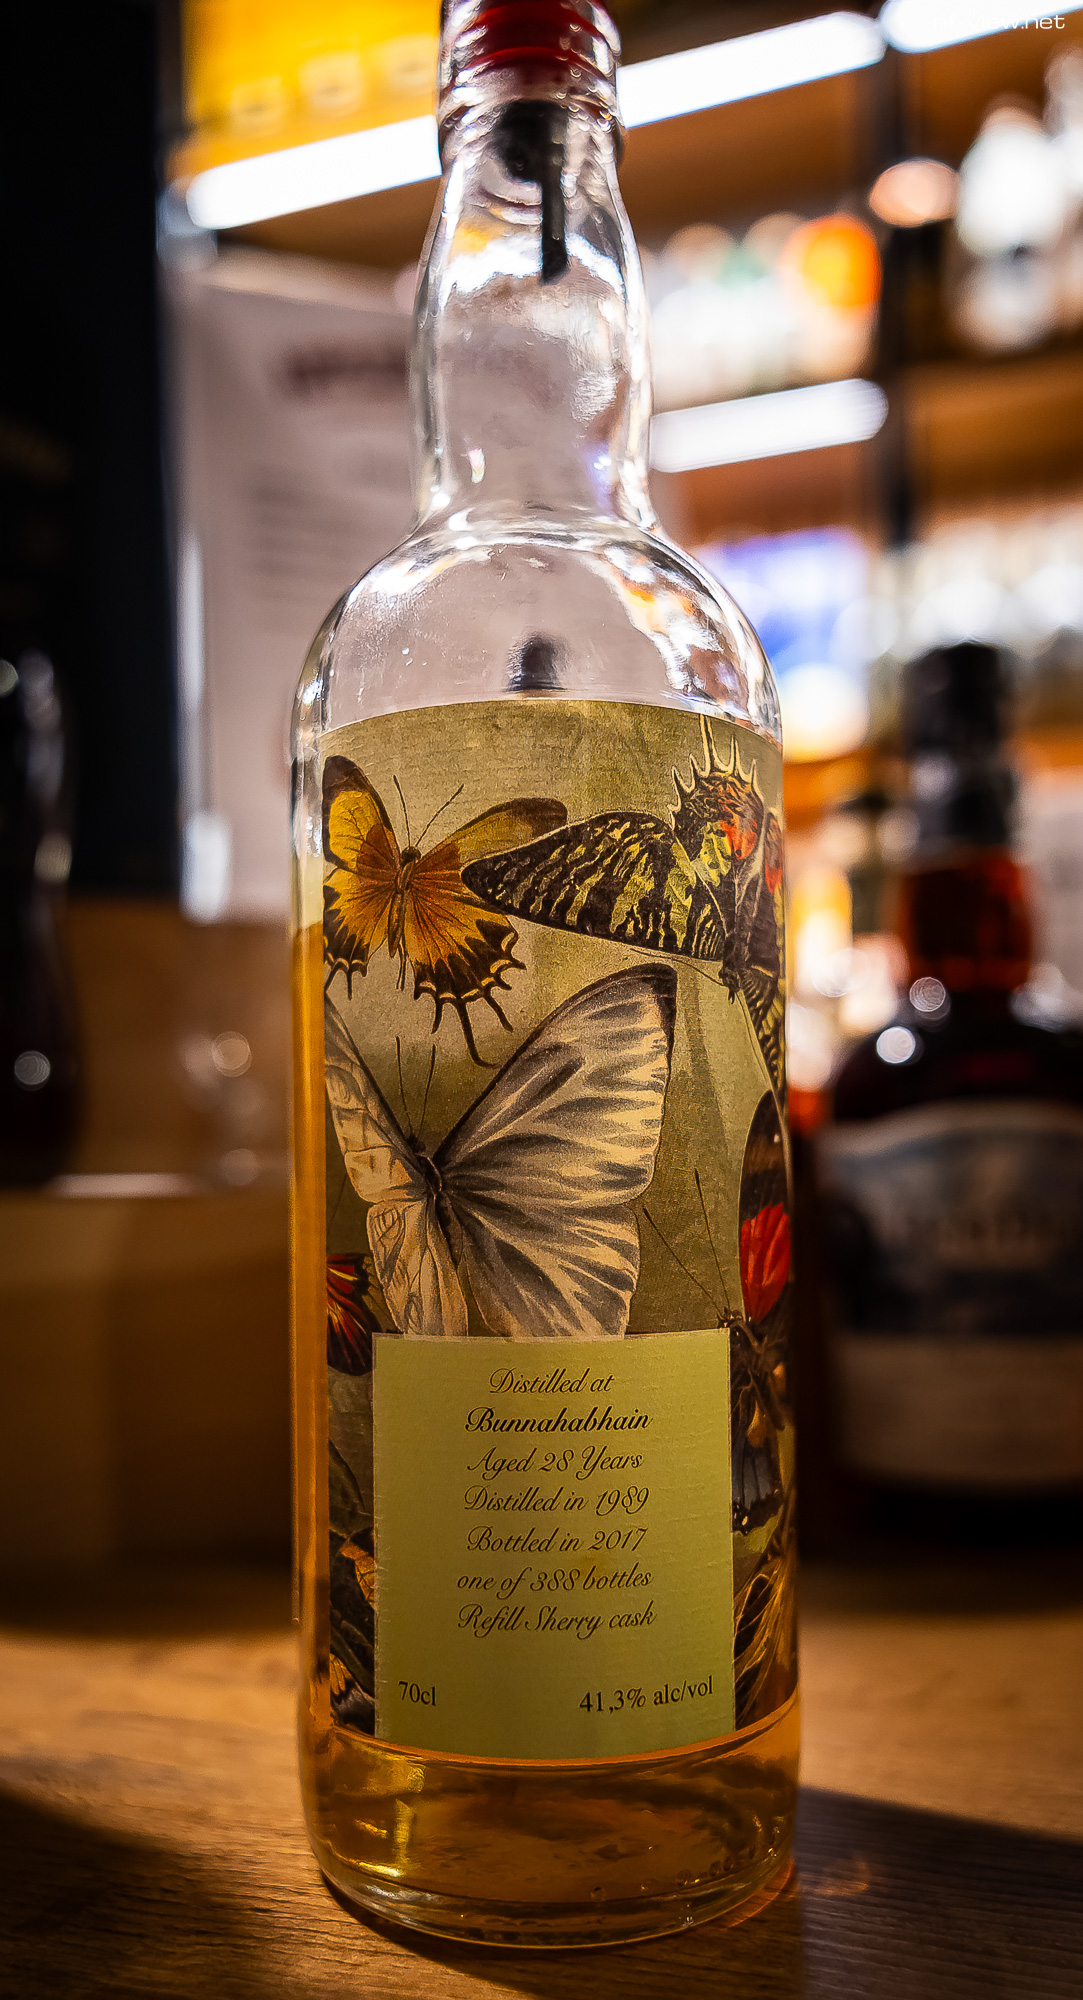 Distilled at
Bunnahabhain
Aged 28 Years
Distilled in 1989
Bottled in 2017
one of 388 bottles
Refill Sherry cask
70cl
41,3% alc/vol